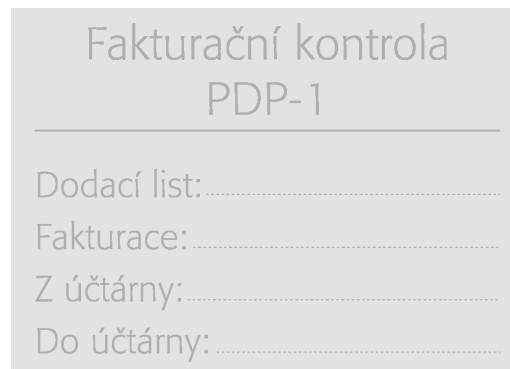 Fakturační kontrola
PDP-1
Dodací list:
Fakturace:
Z účtárny:
Do účtárny: